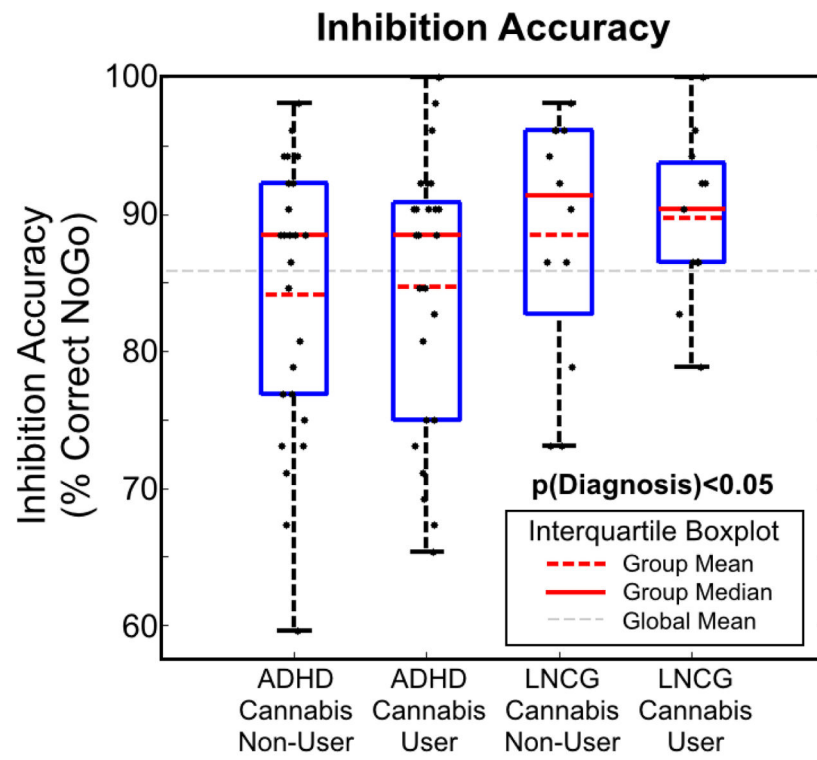 Inhibition Accuracy
Inhibition Accuracy
(% Correct NoGo)
100
90
80
70
60
p(Diagnosis)<0.05
Interquartile Boxplot
Group Mean
Group Median
Global Mean
ADHD
Cannabis
Non-User
ADHD
Cannabis
User
LNCG
Cannabis
Non-User
LNCG
Cannabis
User